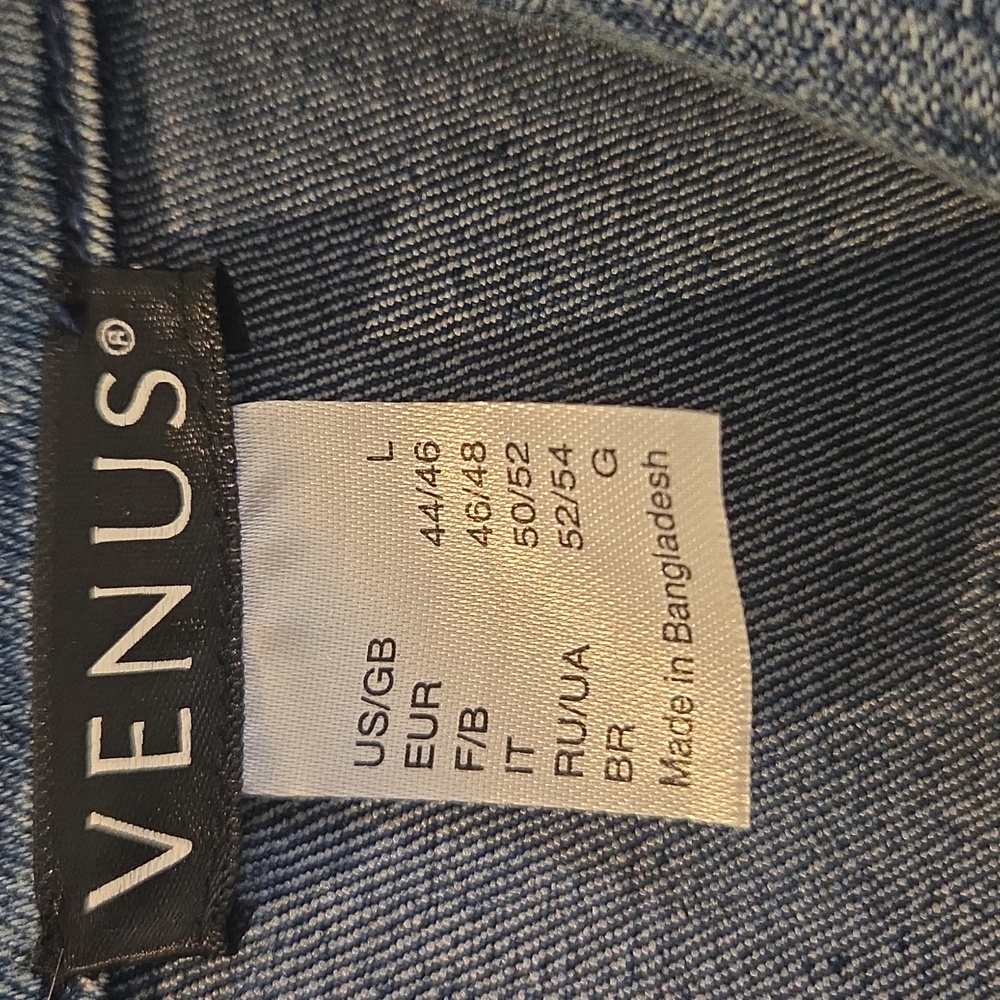 VENUS®
US/GB L
EUR 44/46
F/B 46/48
IT 50/52
RU/UA 52/54
BR G
Made in Bangladesh